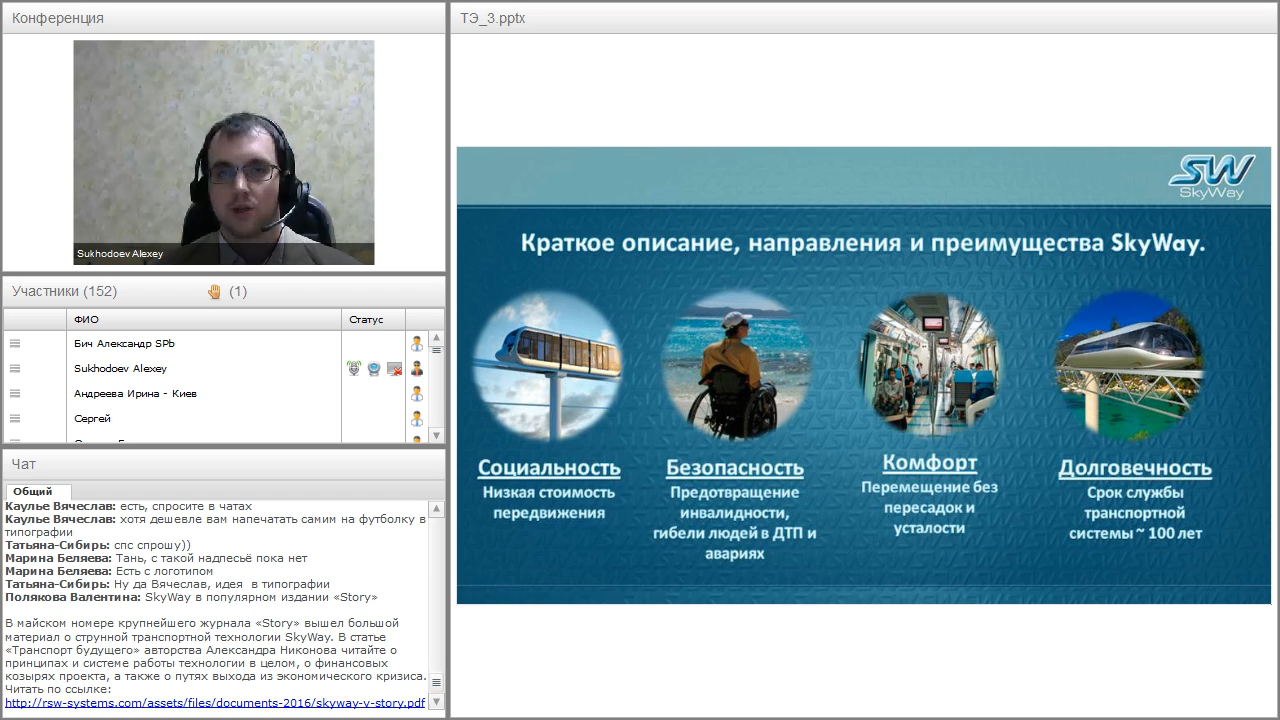 Конференция
Sukhodoev Alexey
Участники (152)
(1)
ФИО
Статус
Бич Александр SPb
Sukhodoev Alexey
Андреева Ирина - Киев
Сергей
Чат
Общий
Каулье Вячеслав: есть, спросите в чатах
Каулье Вячеслав: хотя дешевле вам напечатать самим на футболку в
типографии
Татьяна-Сибирь: спс спрошу))
Марина Беляева: Тань, с такой надпесьё пока нет
Марина Беляева: Есть с логотипом
Татьяна-Сибирь: Ну да Вячеслав, идея в типографии
Полякова Валентина: SkyWay в популярном издании «Story»
В майском номере крупнейшего журнала «Story» вышел большой
материал о струнной транспортной технологии SkyWay. В статье
«Транспорт будущего» авторства Александра Никонова читайте о
принципах и системе работы технологии в целом, о финансовых
козырях проекта, а также о путях выхода из экономического кризиса.
Читать по ссылке:
http://rsw-systems.com/assets/files/documents-2016/skyway-v-story.pdf
ТЭ_3.pptx
SW
SkyWay
Краткое описание, направления и преимущества SkyWay.
Социальность
Низкая стоимость
передвижения
Безопасность
Предотвращение
инвалидности,
гибели людей в ДТП и
авариях
Комфорт
Перемещение без
пересадок и
усталости
Долговечность
Срок службы
транспортной
системы ~ 100 лет